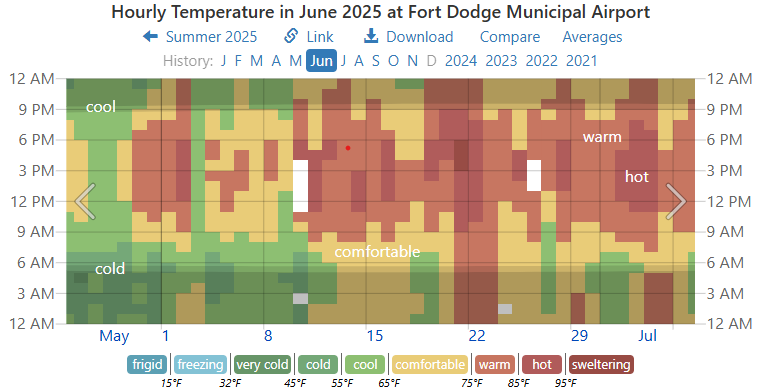 Hourly Temperature in June 2025 at Fort Dodge Municipal Airport
Summer 2025 Link Download Compare Averages
History: J F M A M Jun J A S O N D 2024 2023 2022 2021
12 AM 12 AM
cool
9 PM 9 PM
6 PM warm 6 PM
3 PM hot 3 PM
12 PM 12 PM
9 AM 9 AM
comfortable
6 AM 6 AM
cold
3 AM 3 AM
12 AM 12 AM
May 1 8 15 22 29 Jul
frigid freezing very cold cold cool comfortable warm hot sweltering
15°F 32°F 45°F 55°F 65°F 75°F 85°F 95°F